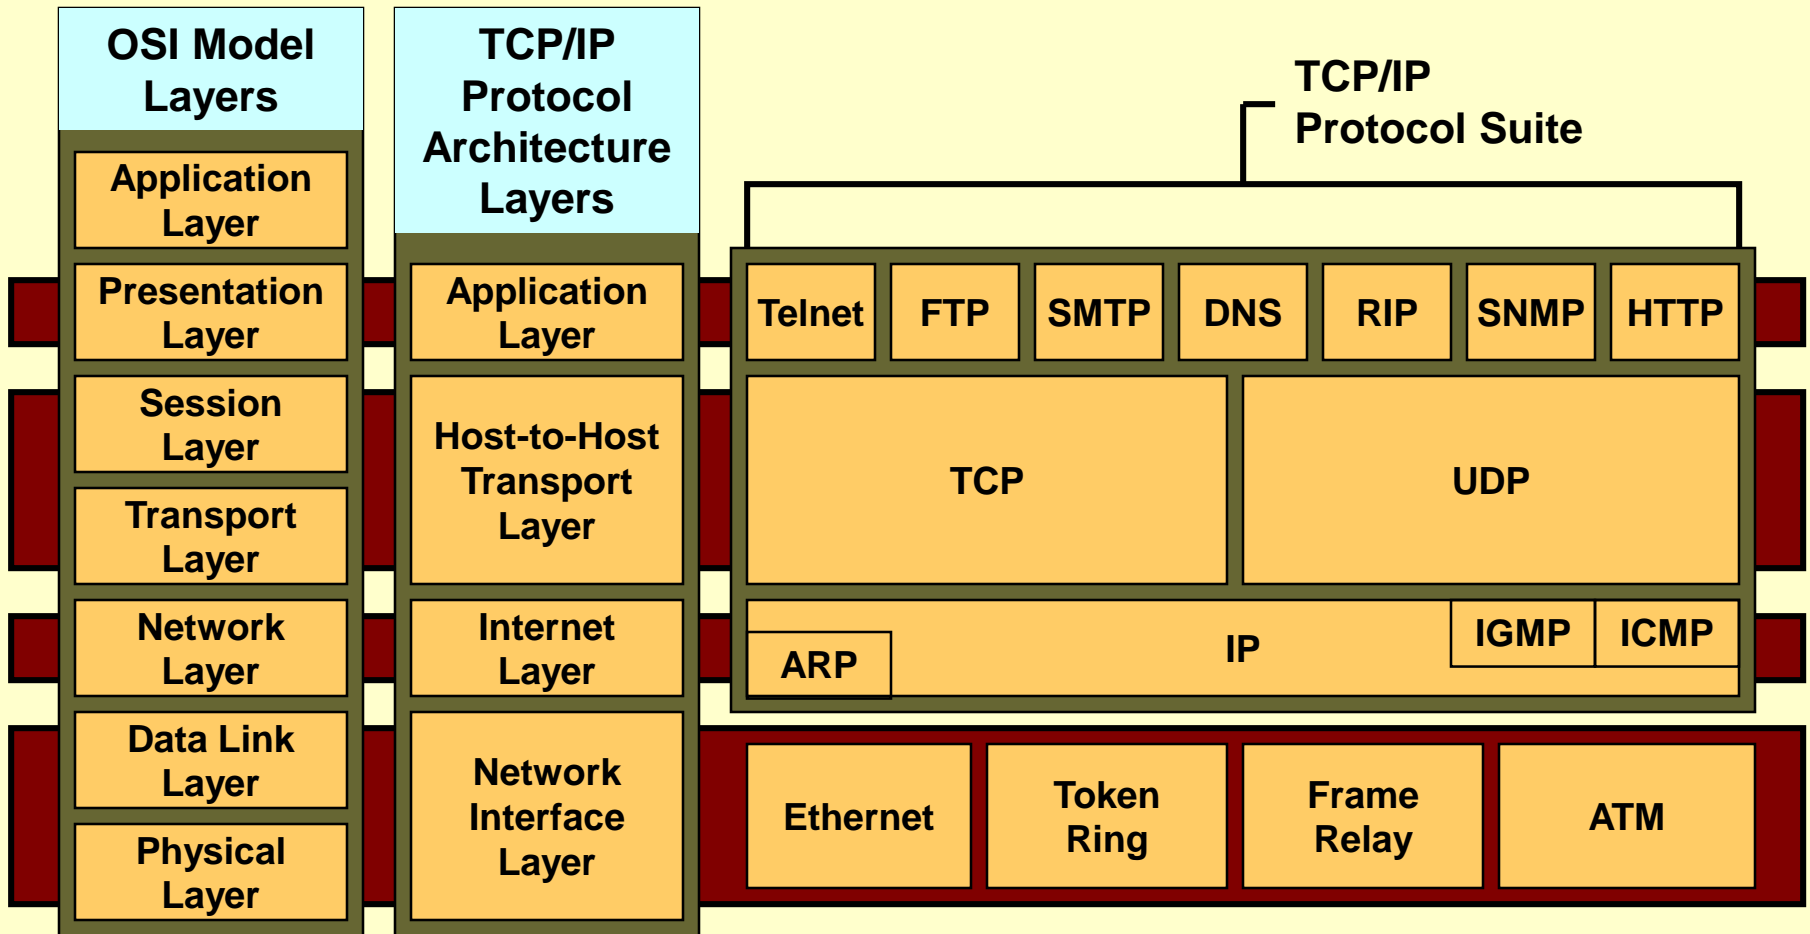 OSI Model
Layers
Application
Layer
Presentation
Layer
Session
Layer
Transport
Layer
Network
Layer
Data Link
Layer
Physical
Layer
TCP/IP
Protocol
Architecture
Layers
Application
Layer
Host-to-Host
Transport
Layer
Internet
Layer
Network
Interface
Layer
TCP/IP
Protocol Suite
Telnet FTP SMTP DNS RIP SNMP HTTP
TCP UDP
ARP IP IGMP ICMP
Ethernet
Token
Ring
Frame
Relay
ATM